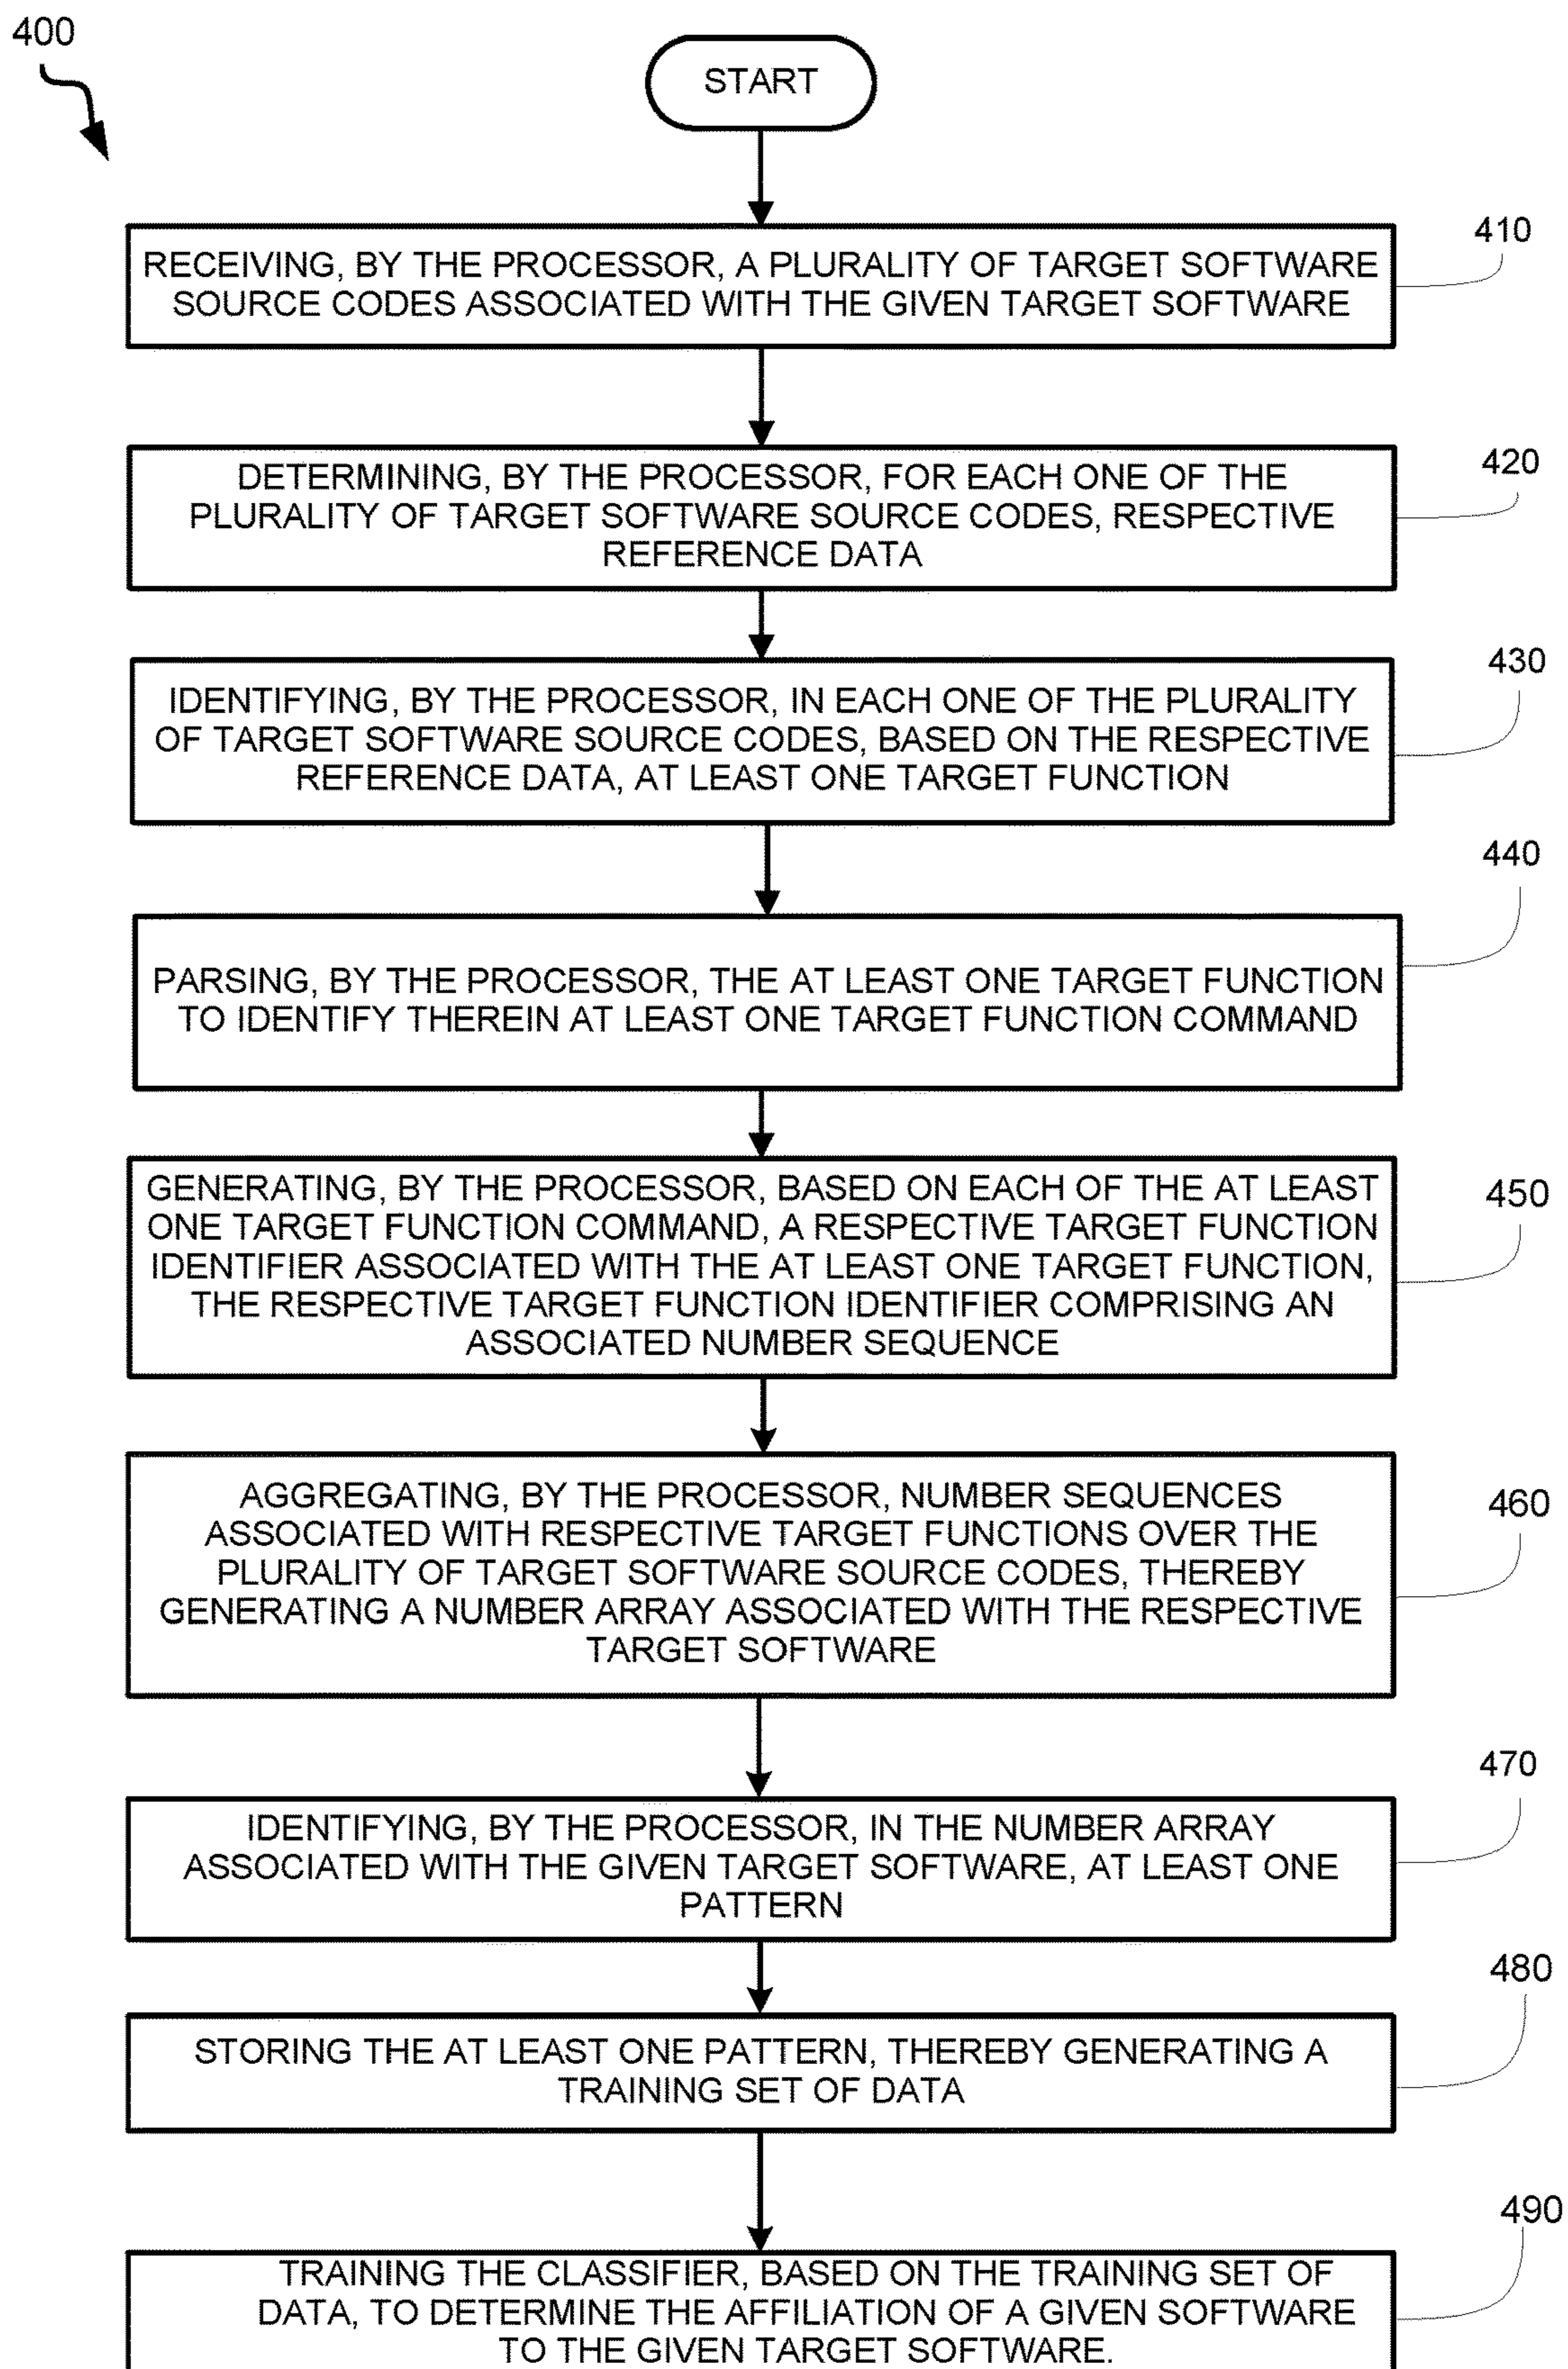 400
START
410
RECEIVING, BY THE PROCESSOR, A PLURALITY OF TARGET SOFTWARE
SOURCE CODES ASSOCIATED WITH THE GIVEN TARGET SOFTWARE
420
DETERMINING, BY THE PROCESSOR, FOR EACH ONE OF THE
PLURALITY OF TARGET SOFTWARE SOURCE CODES, RESPECTIVE
REFERENCE DATA
430
IDENTIFYING, BY THE PROCESSOR, IN EACH ONE OF THE PLURALITY
OF TARGET SOFTWARE SOURCE CODES, BASED ON THE RESPECTIVE
REFERENCE DATA, AT LEAST ONE TARGET FUNCTION
440
PARSING, BY THE PROCESSOR, THE AT LEAST ONE TARGET FUNCTION
TO IDENTIFY THEREIN AT LEAST ONE TARGET FUNCTION COMMAND
450
GENERATING, BY THE PROCESSOR, BASED ON EACH OF THE AT LEAST
ONE TARGET FUNCTION COMMAND, A RESPECTIVE TARGET FUNCTION
IDENTIFIER ASSOCIATED WITH THE AT LEAST ONE TARGET FUNCTION,
THE RESPECTIVE TARGET FUNCTION IDENTIFIER COMPRISING AN
ASSOCIATED NUMBER SEQUENCE
460
AGGREGATING, BY THE PROCESSOR, NUMBER SEQUENCES
ASSOCIATED WITH RESPECTIVE TARGET FUNCTIONS OVER THE
PLURALITY OF TARGET SOFTWARE SOURCE CODES, THEREBY
GENERATING A NUMBER ARRAY ASSOCIATED WITH THE RESPECTIVE
TARGET SOFTWARE
470
IDENTIFYING, BY THE PROCESSOR, IN THE NUMBER ARRAY
ASSOCIATED WITH THE GIVEN TARGET SOFTWARE, AT LEAST ONE
PATTERN
480
STORING THE AT LEAST ONE PATTERN, THEREBY GENERATING A
TRAINING SET OF DATA
490
TRAINING THE CLASSIFIER, BASED ON THE TRAINING SET OF
DATA, TO DETERMINE THE AFFILIATION OF A GIVEN SOFTWARE
TO THE GIVEN TARGET SOFTWARE.